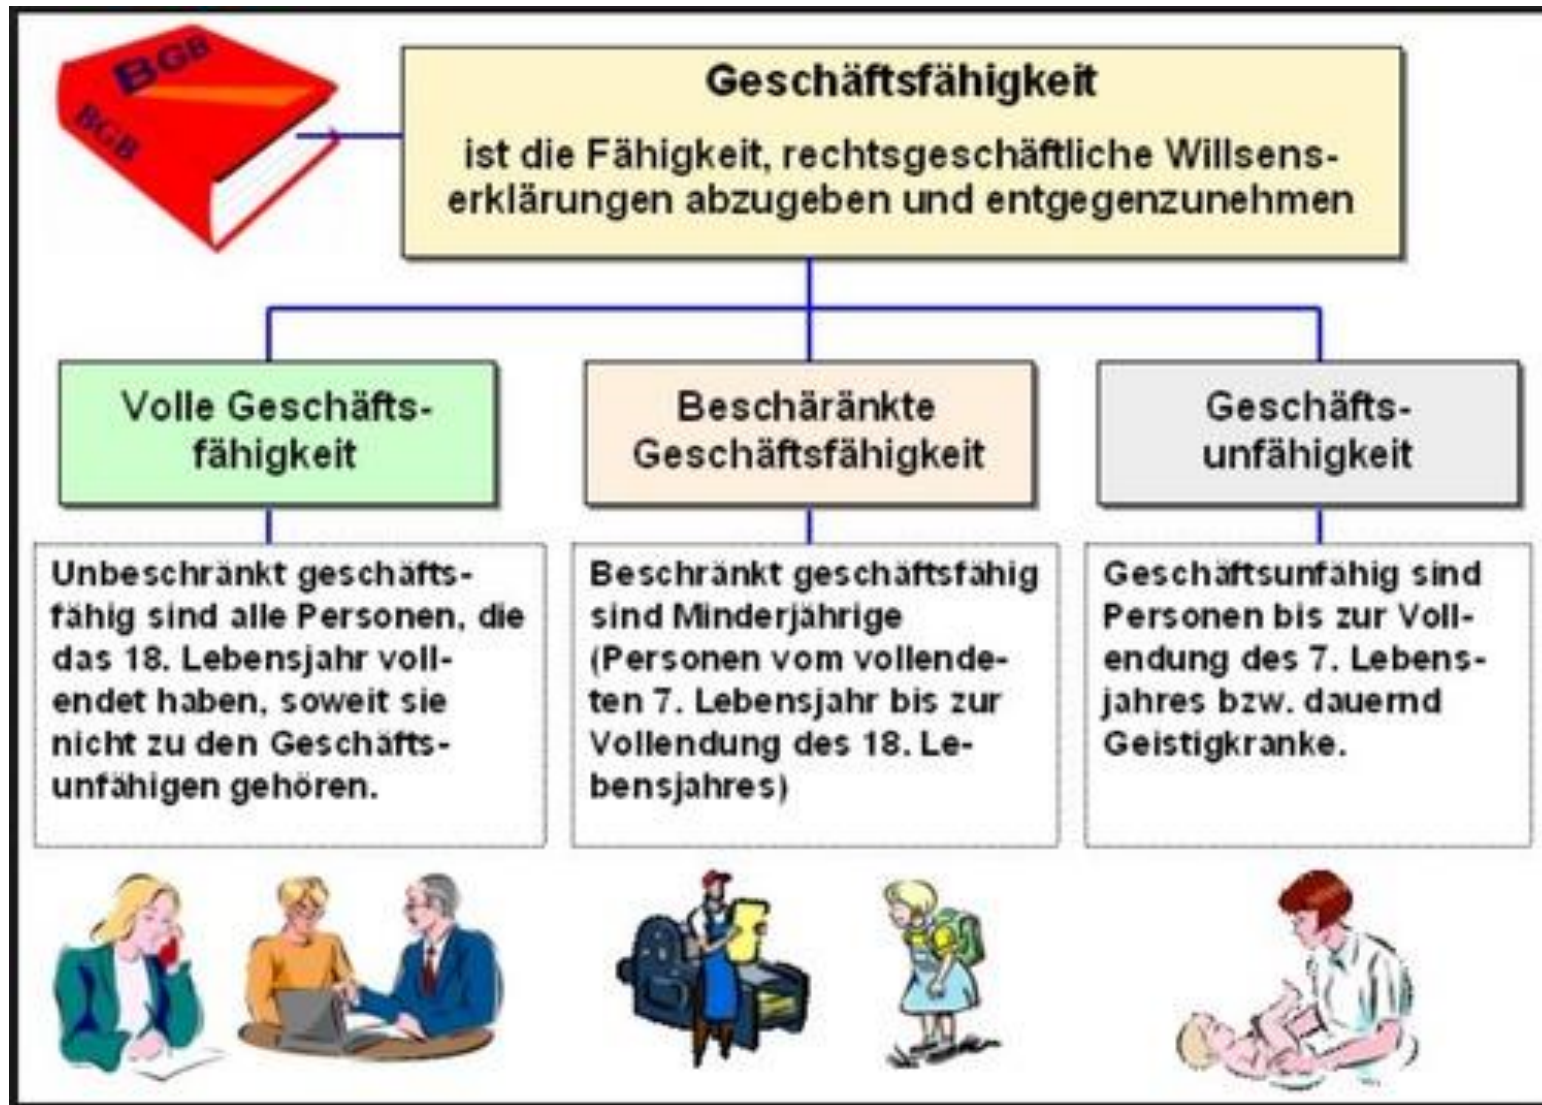 BGB
BGB
Geschäftsfähigkeit
ist die Fähigkeit, rechtsgeschäftliche Willsens-
erklärungen abzugeben und entgegenzunehmen
Volle Geschäfts-
fähigkeit
Unbeschränkt geschäfts-
fähig sind alle Personen, die
das 18. Lebensjahr voll-
endet haben, soweit sie
nicht zu den Geschäfts-
unfähigen gehören.
Beschäränkte
Geschäftsfähigkeit
Beschränkt geschäftsfähig
sind Minderjährige
(Personen vom vollende-
ten 7. Lebensjahr bis zur
Vollendung des 18. Le-
bensjahres)
Geschäfts-
unfähigkeit
Geschäftsunfähig sind
Personen bis zur Voll-
endung des 7. Lebens-
jahres bzw. dauernd
Geistigkranke.